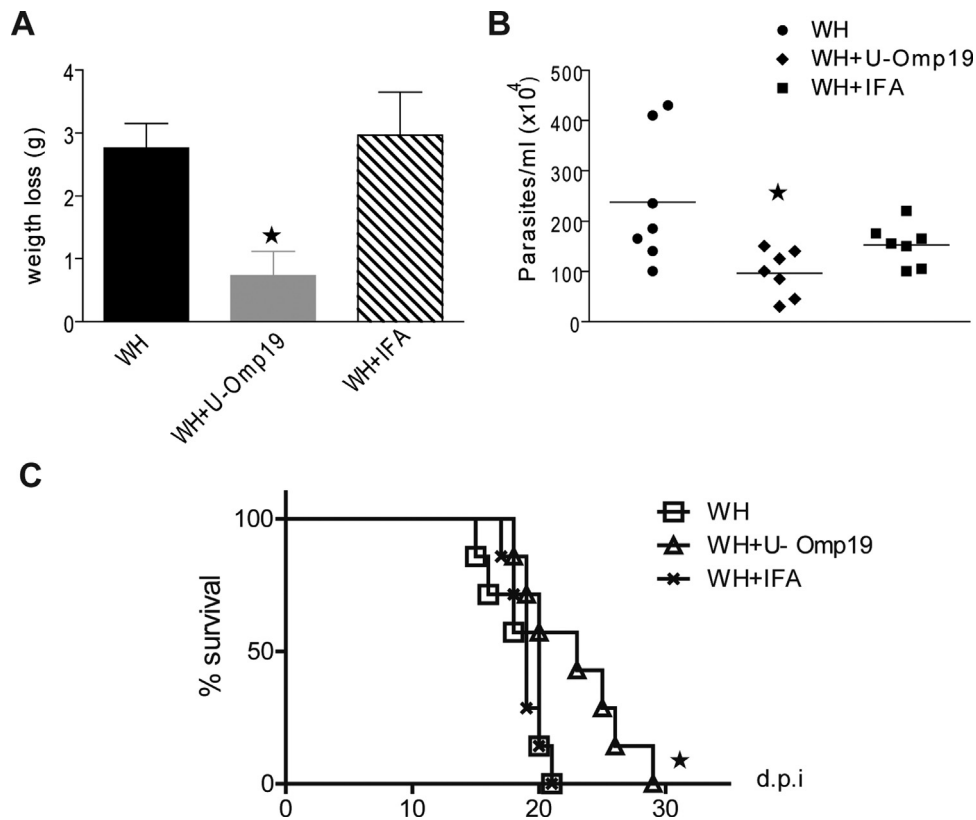 A
weigth loss (g)
4
3
2
1
0
WH
WH+U-Omp19
WH+IFA
B
WH
WH+U-Omp19
WH+IFA
Parasites/ml (x10⁴)
500
400
300
200
100
0
C
% survival
100
50
0
0
10
20
30
d.p.i
WH
WH+U- Omp19
WH+IFA